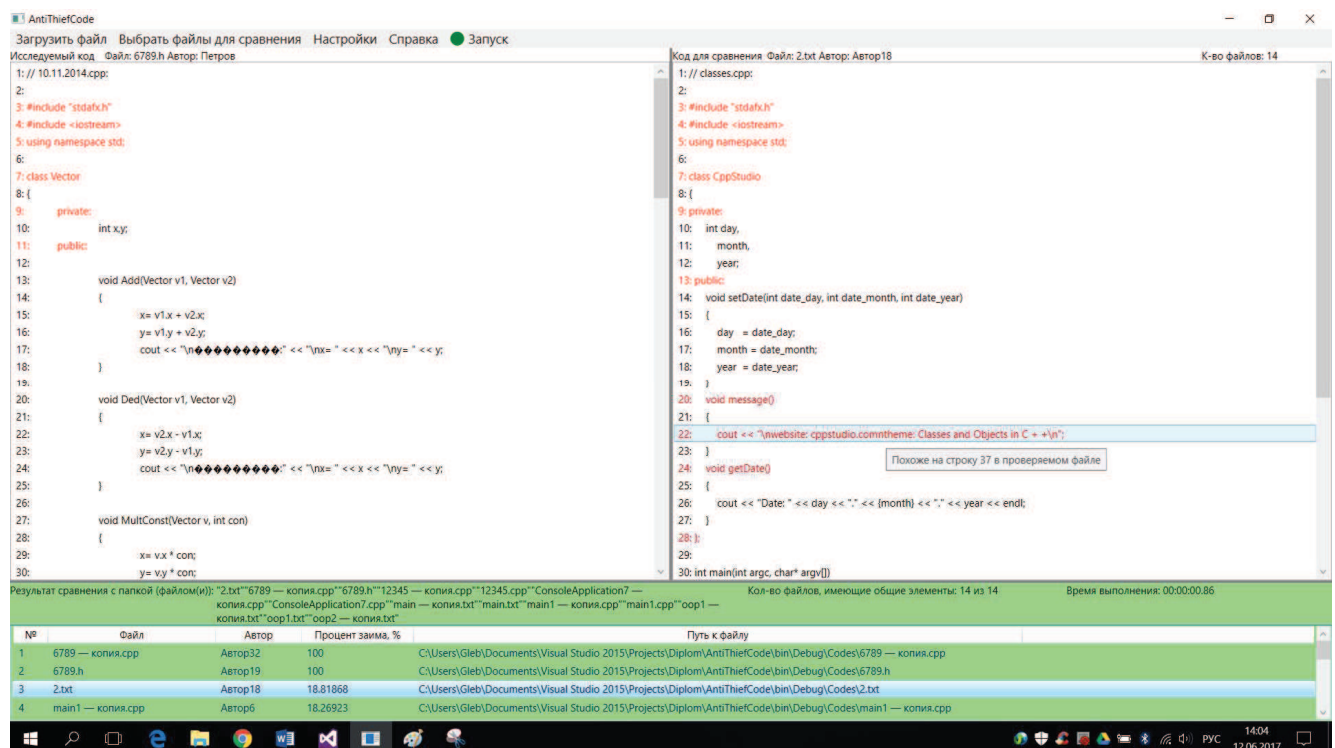 AntiThiefCode
Загрузить файл Выбрать файлы для сравнения Настройки Справка Запуск
Исследуемый код Файл: 6789.h Автор: Петров
1: // 10.11.2014.cpp:
2:
3: #include "stdafx.h"
4: #include <iostream>
5: using namespace std;
6:
7: class Vector
8: {
9: private:
10: int x,y;
11: public:
12:
13: void Add(Vector v1, Vector v2)
14: {
15: x= v1.x + v2.x;
16: y= v1.y + v2.y;
17: cout << "\n���������:" << "\nx= " << x << "\ny= " << y;
18: }
19:
20: void Ded(Vector v1, Vector v2)
21: {
22: x= v2.x - v1.x;
23: y= v2.y - v1.y;
24: cout << "\n���������:" << "\nx= " << x << "\ny= " << y;
25: }
26:
27: void MultConst(Vector v, int con)
28: {
29: x= v.x * con;
30: y= v.y * con;
Код для сравнения Файл: 2.txt Автор: Автор18 К-во файлов: 14
1: // classes.cpp:
2:
3: #include "stdafx.h"
4: #include <iostream>
5: using namespace std;
6:
7: class CppStudio
8: {
9: private:
10: int day,
11: month,
12: year;
13: public:
14: void setDate(int date_day, int date_month, int date_year)
15: {
16: day = date_day;
17: month = date_month;
18: year = date_year;
19: }
20: void message()
21: {
22: cout << "\nwebsite: cppstudio.comntheme: Classes and Objects in C + +\n";
23: }
Похоже на строку 37 в проверяемом файле
24: void getDate()
25: {
26: cout << "Date: " << day << "." << (month) << "." << year << endl;
27: }
28: };
29:
30: int main(int argc, char* argv[])
Результат сравнения с папкой (файлом(и)): "2.txt""6789 — копия.cpp""6789.h""12345 — копия.cpp""12345.cpp""ConsoleApplication7 —
копия.cpp""ConsoleApplication7.cpp""main — копия.txt""main.txt""main1 — копия.cpp""main1.cpp""oop1 —
копия.txt""oop1.txt""oop2 — копия.txt"
Кол-во файлов, имеющие общие элементы: 14 из 14 Время выполнения: 00:00:00.86
№ Файл Автор Процент заима, % Путь к файлу
1 6789 — копия.cpp Автор32 100 C:\Users\Gleb\Documents\Visual Studio 2015\Projects\Diplom\AntiThiefCode\bin\Debug\Codes\6789 — копия.cpp
2 6789.h Автор19 100 C:\Users\Gleb\Documents\Visual Studio 2015\Projects\Diplom\AntiThiefCode\bin\Debug\Codes\6789.h
3 2.txt Автор18 18.81868 C:\Users\Gleb\Documents\Visual Studio 2015\Projects\Diplom\AntiThiefCode\bin\Debug\Codes\2.txt
4 main1 — копия.cpp Автор6 18.26923 C:\Users\Gleb\Documents\Visual Studio 2015\Projects\Diplom\AntiThiefCode\bin\Debug\Codes\main1 — копия.cpp
РУС
14:04
12.06.2017